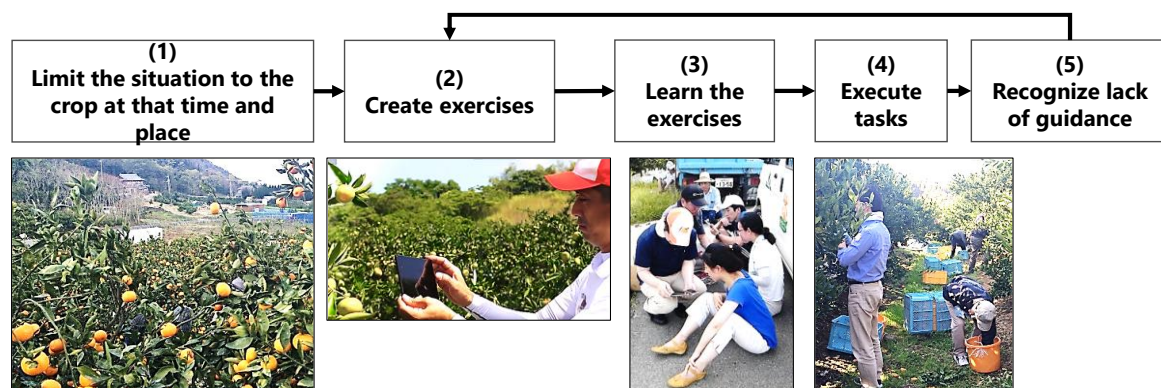 (1)
Limit the situation to the
crop at that time and
place
(2)
Create exercises
(3)
Learn the
exercises
(4)
Execute
tasks
(5)
Recognize lack
of guidance